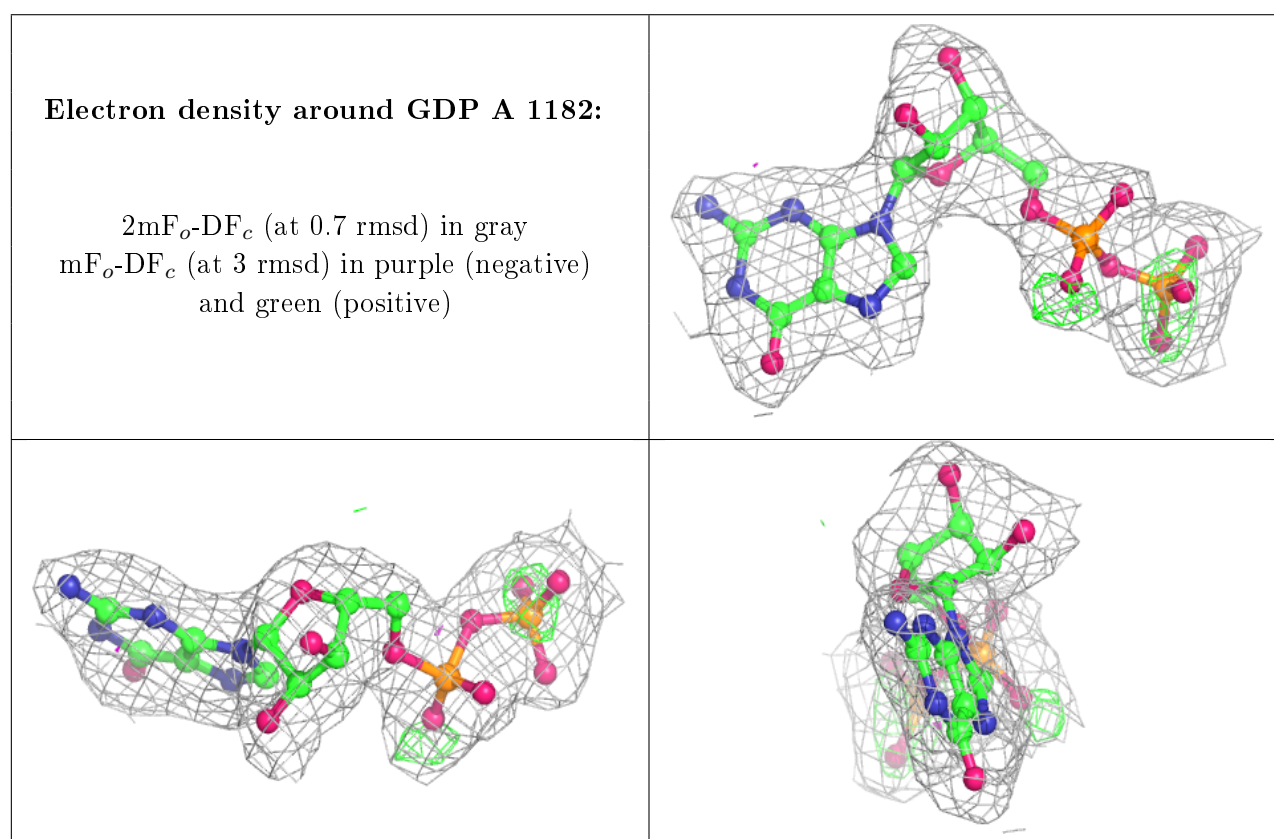 Electron density around GDP A 1182:
2mFo-DFc (at 0.7 rmsd) in gray
mFo-DFc (at 3 rmsd) in purple (negative)
and green (positive)